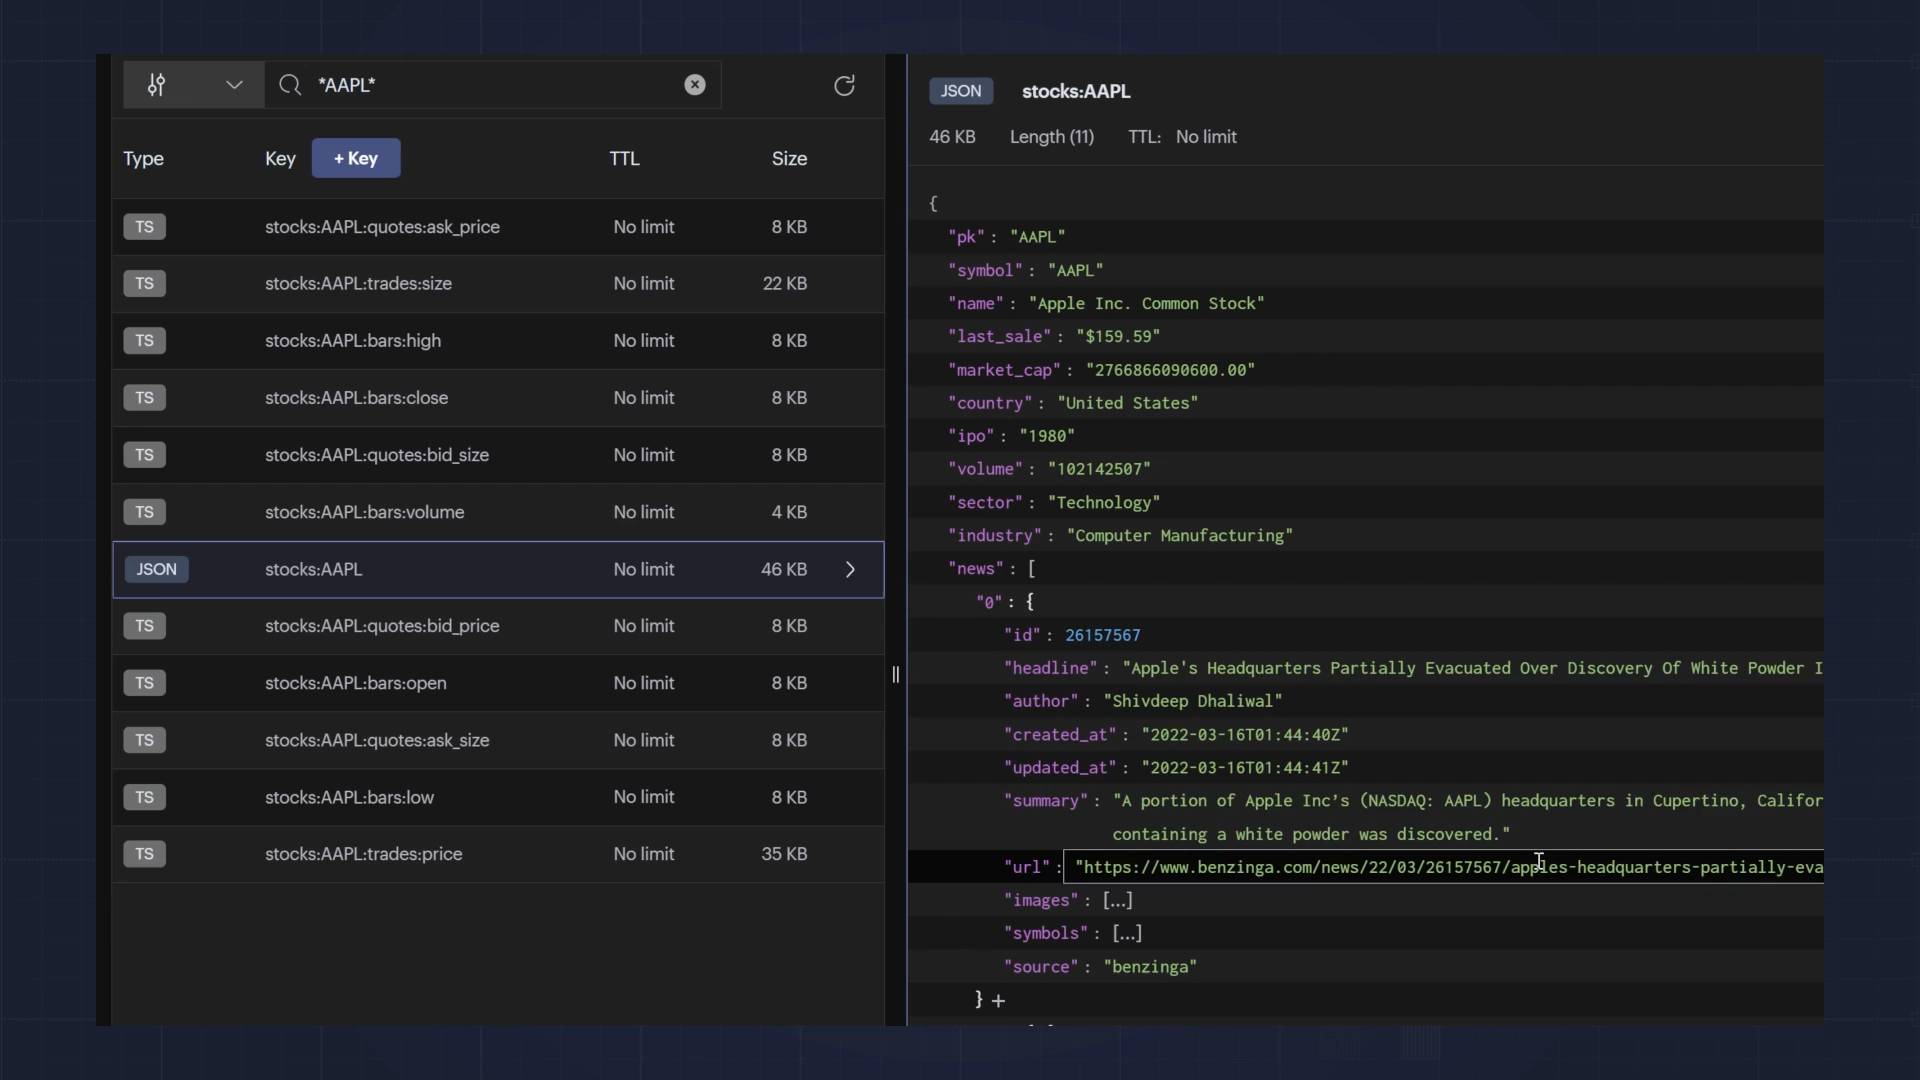 *AAPL*
Type Key + Key TTL Size
TS stocks:AAPL:quotes:ask_price No limit 8 KB
TS stocks:AAPL:trades:size No limit 22 KB
TS stocks:AAPL:bars:high No limit 8 KB
TS stocks:AAPL:bars:close No limit 8 KB
TS stocks:AAPL:quotes:bid_size No limit 8 KB
TS stocks:AAPL:bars:volume No limit 4 KB
JSON stocks:AAPL No limit 46 KB
TS stocks:AAPL:quotes:bid_price No limit 8 KB
TS stocks:AAPL:bars:open No limit 8 KB
TS stocks:AAPL:quotes:ask_size No limit 8 KB
TS stocks:AAPL:bars:low No limit 8 KB
TS stocks:AAPL:trades:price No limit 35 KB
JSON stocks:AAPL
46 KB Length (11) TTL: No limit
{
"pk" : "AAPL"
"symbol" : "AAPL"
"name" : "Apple Inc. Common Stock"
"last_sale" : "$159.59"
"market_cap" : "2766866090600.00"
"country" : "United States"
"ipo" : "1980"
"volume" : "102142507"
"sector" : "Technology"
"industry" : "Computer Manufacturing"
"news" : [
"0" : {
"id" : 26157567
"headline" : "Apple's Headquarters Partially Evacuated Over Discovery Of White Powder I
"author" : "Shivdeep Dhaliwal"
"created_at" : "2022-03-16T01:44:40Z"
"updated_at" : "2022-03-16T01:44:41Z"
"summary" : "A portion of Apple Inc’s (NASDAQ: AAPL) headquarters in Cupertino, Califor
containing a white powder was discovered."
"url" : "https://www.benzinga.com/news/22/03/26157567/apples-headquarters-partially-eva
"images" : [...]
"symbols" : [...]
"source" : "benzinga"
} +